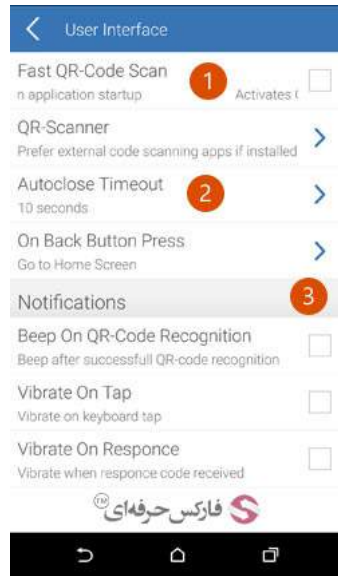 User Interface
Fast QR-Code Scan
1
n application startup Activates (
QR-Scanner
Prefer external code scanning apps if installed
Autoclose Timeout
2
10 seconds
On Back Button Press
Go to Home Screen
Notifications
3
Beep On QR-Code Recognition
Beep after successfull QR-code recognition
Vibrate On Tap
Vibrate on keyboard tap
Vibrate On Responce
Vibrate when responce code received
فارکس حرفه‌ای™